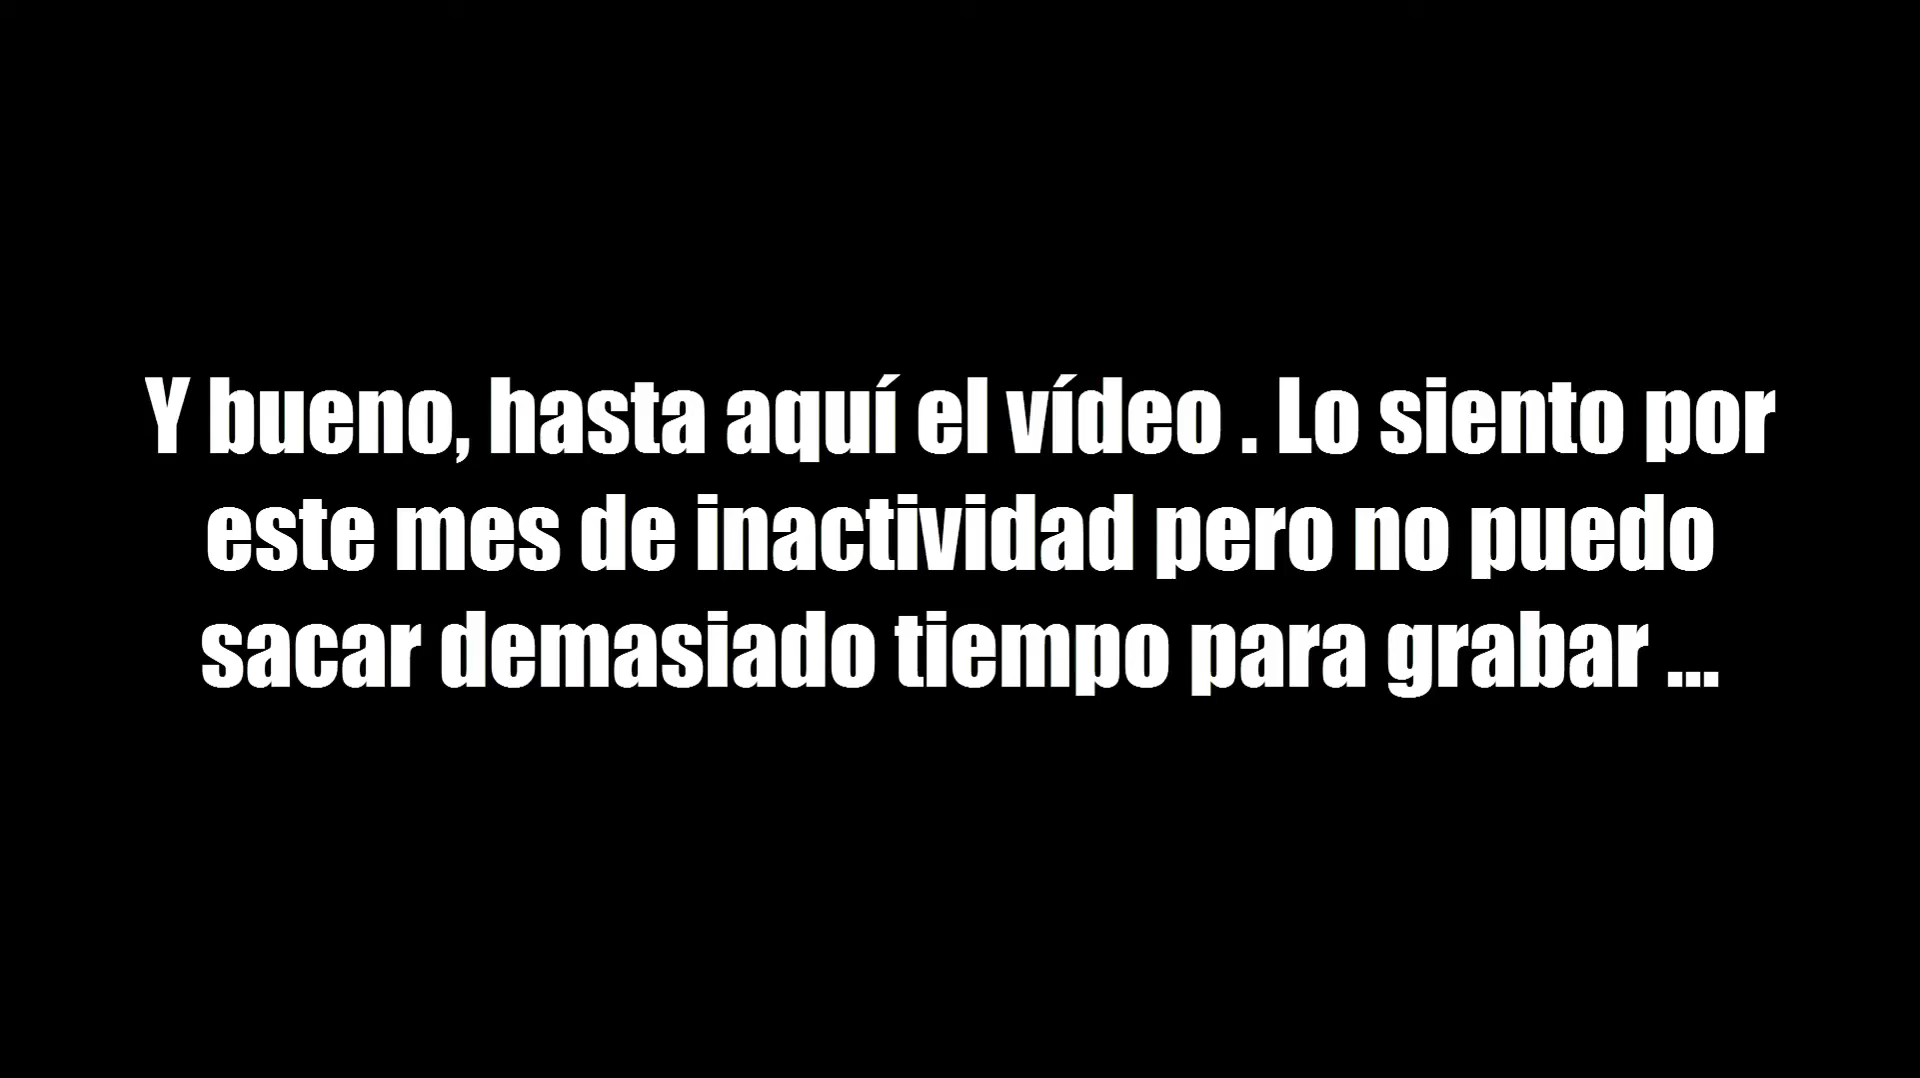 Y bueno, hasta aquí el vídeo . Lo siento por
este mes de inactividad pero no puedo
sacar demasiado tiempo para grabar ...